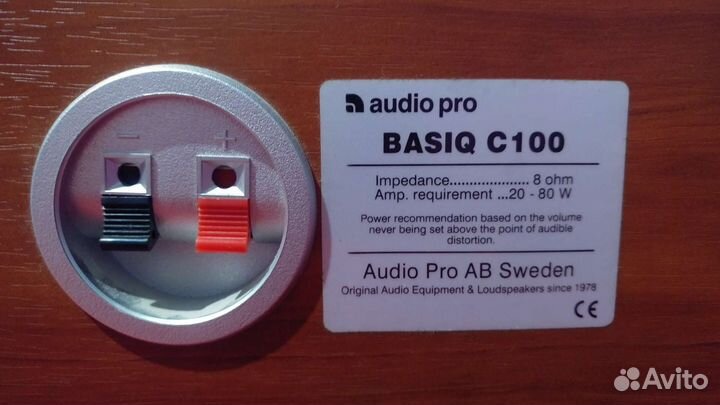 − +
audio pro
BASIQ C100
Impedance.................... 8 ohm
Amp. requirement ...20 - 80 W
Power recommendation based on the volume
never being set above the point of audible
distortion.
Audio Pro AB Sweden
Original Audio Equipment & Loudspeakers since 1978
CE
Avito